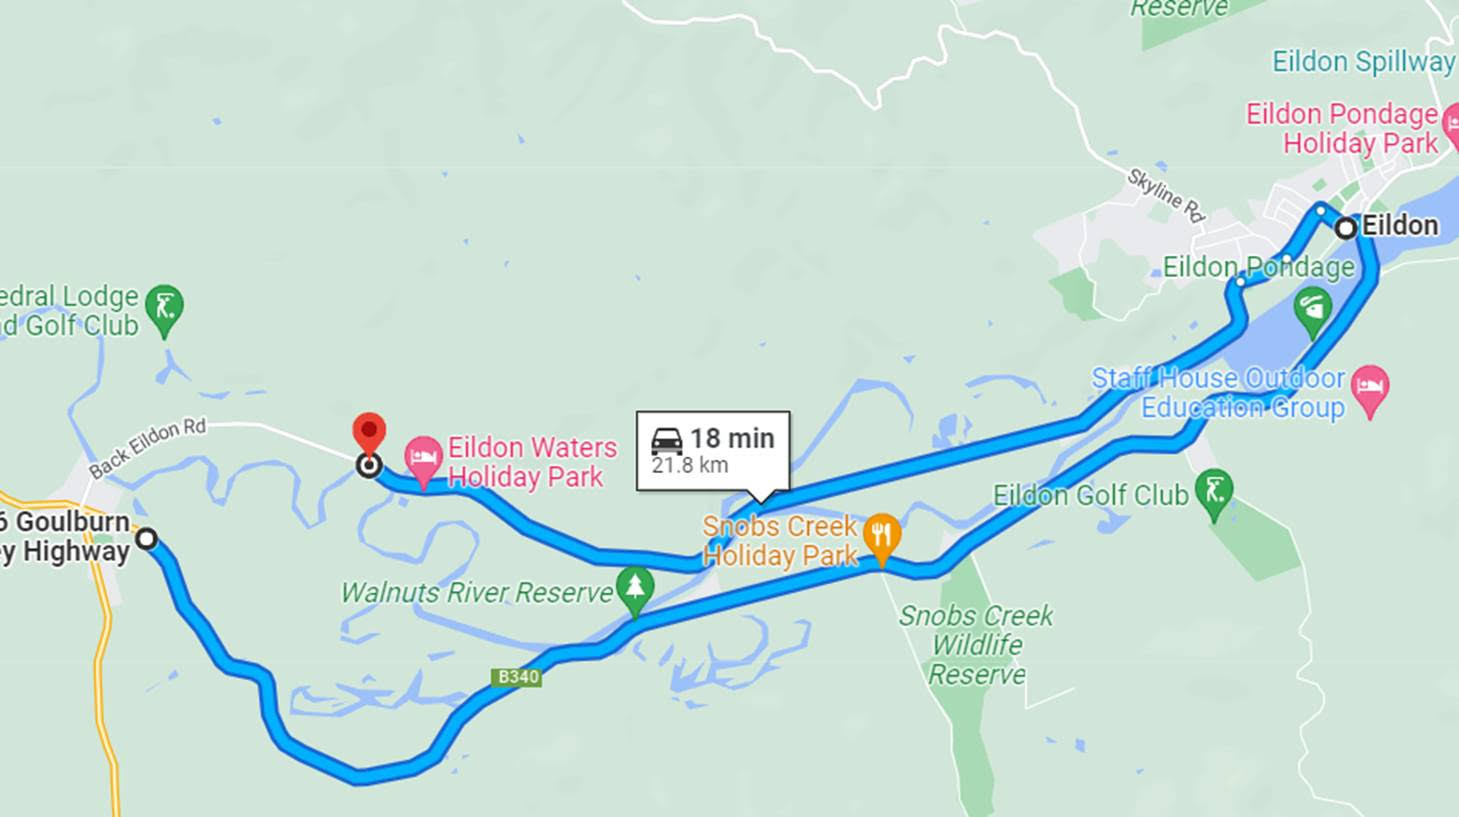 Reserve
Eildon Spillway
Eildon Pondage
Holiday Park
Skyline Rd
Eildon
Eildon Pondage
edral Lodge
d Golf Club
Staff House Outdoor
Education Group
Back Eildon Rd
Eildon Waters
Holiday Park
18 min
21.8 km
Eildon Golf Club
6 Goulburn
ey Highway
Snobs Creek
Holiday Park
Walnuts River Reserve
Snobs Creek
Wildlife
Reserve
B340